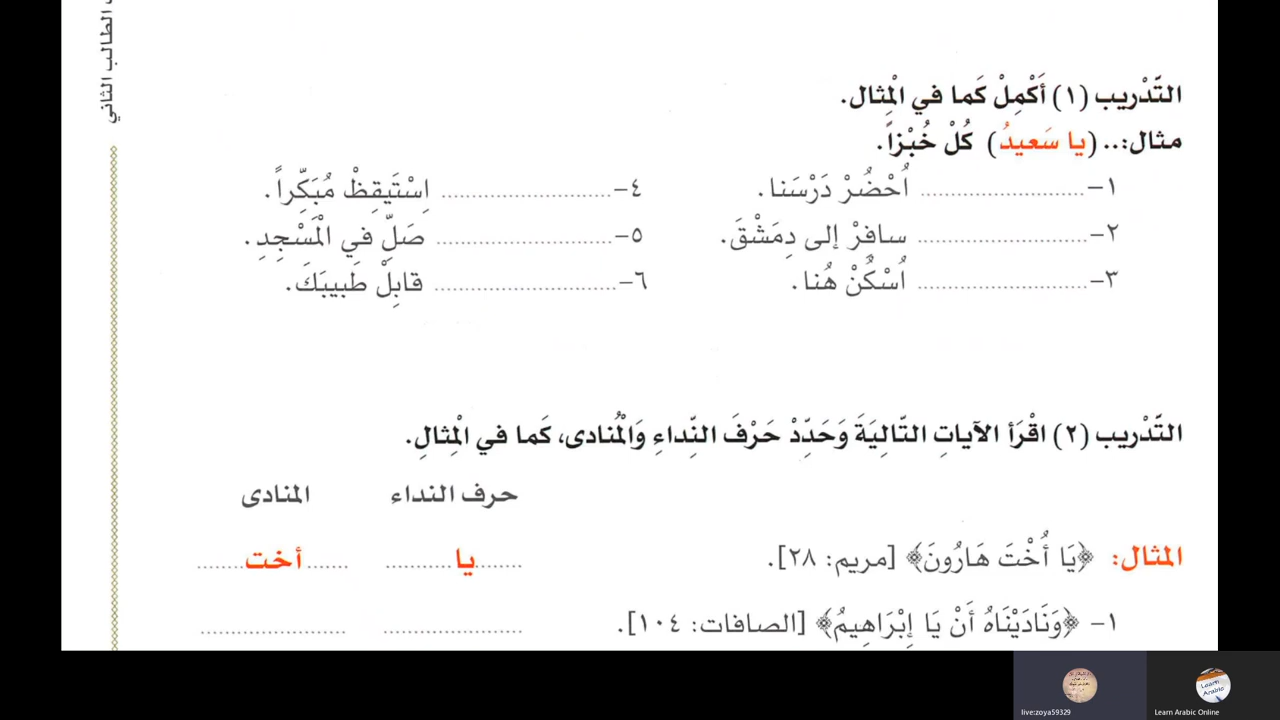 الطالب الثاني
التَّدْريب (١) أَكْمِلْ كَما في الْمِثال.
مثال:.. (يا سَعيدُ) كُلْ خُبْزاً.
١- .............................. اُحْضُرْ دَرْسَنا.
٢- .............................. سافِرْ إلى دِمَشْقَ.
٣- .............................. اُسْكُنْ هُنا.
٤- .............................. اِسْتَيقِظْ مُبَكِّراً.
٥- .............................. صَلِّ في الْمَسْجِدِ.
٦- .............................. قابِلْ طَبيبَكَ.
التَّدْريب (٢) اقْرَأ الآياتِ التّالِيَةَ وَحَدِّدْ حَرْفَ النِّداءِ وَالْمُنادى، كَما في الْمِثالِ.
حرف النداء المنادى
المثال: ﴿يَا أُخْتَ هَارُونَ﴾ [مريم: ٢٨]. ........يا............ ......أخت........
١- ﴿وَنَادَيْنَاهُ أَنْ يَا إِبْرَاهِيمُ﴾ [الصافات: ١٠٤]. ........................ ........................
live:zoya59329
Learn Arabic
Learn Arabic Online